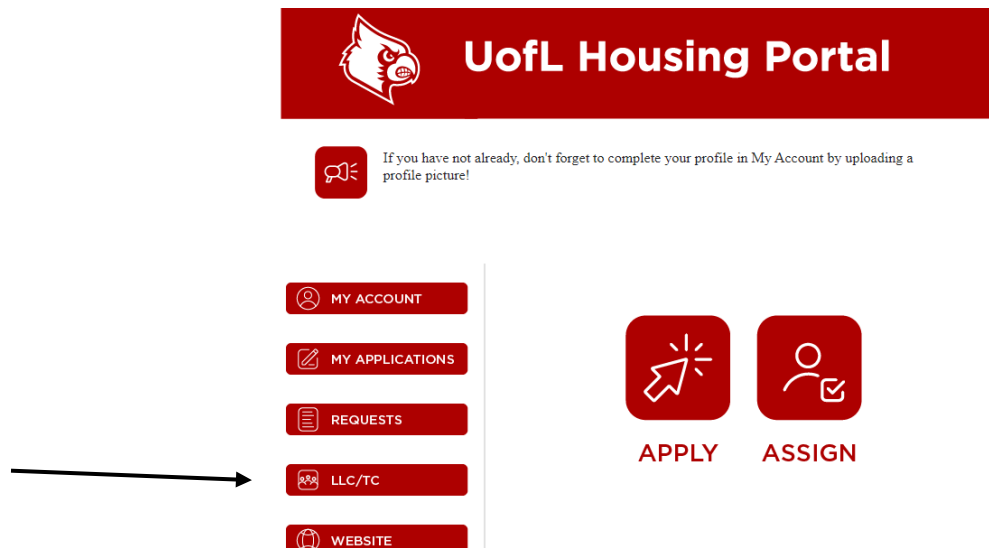 UofL Housing Portal
If you have not already, don't forget to complete your profile in My Account by uploading a
profile picture!
MY ACCOUNT
MY APPLICATIONS
REQUESTS
LLC/TC
WEBSITE
APPLY
ASSIGN